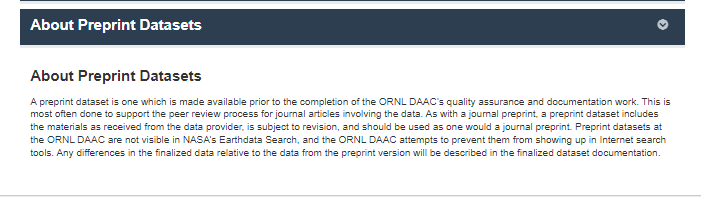 About Preprint Datasets
About Preprint Datasets
A preprint dataset is one which is made available prior to the completion of the ORNL DAAC's quality assurance and documentation work. This is
most often done to support the peer review process for journal articles involving the data. As with a journal preprint, a preprint dataset includes
the materials as received from the data provider, is subject to revision, and should be used as one would a journal preprint. Preprint datasets at
the ORNL DAAC are not visible in NASA's Earthdata Search, and the ORNL DAAC attempts to prevent them from showing up in Internet search
tools. Any differences in the finalized data relative to the data from the preprint version will be described in the finalized dataset documentation.